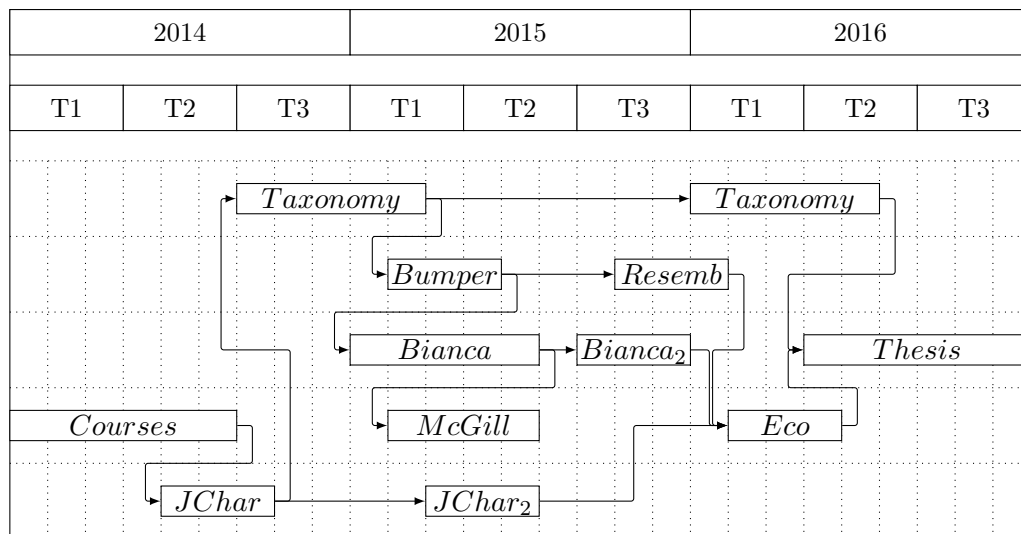 2014 2015 2016
T1 T2 T3 T1 T2 T3 T1 T2 T3
Taxonomy Taxonomy
Bumper Resemb
Bianca Bianca₂ Thesis
Courses McGill Eco
JChar JChar₂